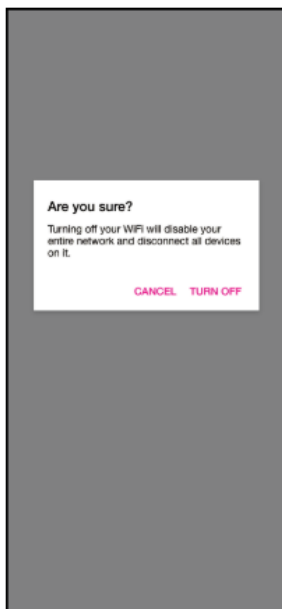 Are you sure?
Turning off your WiFi will disable your
entire network and disconnect all devices
on it.
CANCEL TURN OFF